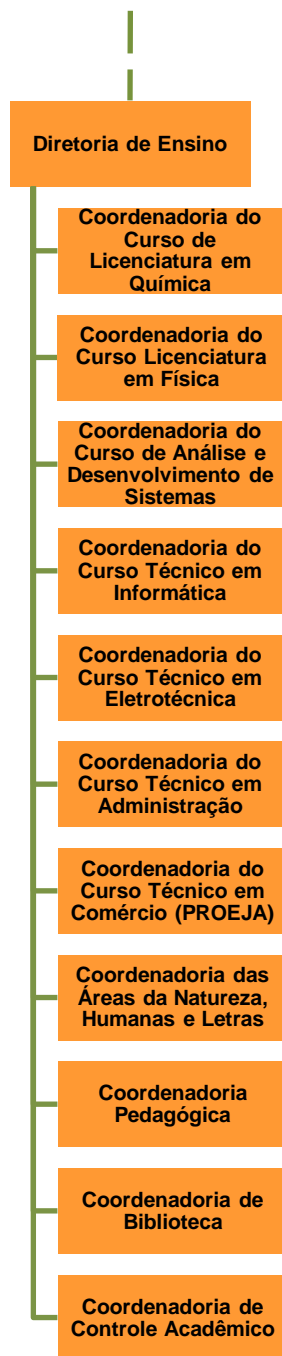 Diretoria de Ensino
Coordenadoria do
Curso de
Licenciatura em
Química
Coordenadoria do
Curso Licenciatura
em Física
Coordenadoria do
Curso de Análise e
Desenvolvimento de
Sistemas
Coordenadoria do
Curso Técnico em
Informática
Coordenadoria do
Curso Técnico em
Eletrotécnica
Coordenadoria do
Curso Técnico em
Administração
Coordenadoria do
Curso Técnico em
Comércio (PROEJA)
Coordenadoria das
Áreas da Natureza,
Humanas e Letras
Coordenadoria
Pedagógica
Coordenadoria de
Biblioteca
Coordenadoria de
Controle Acadêmico